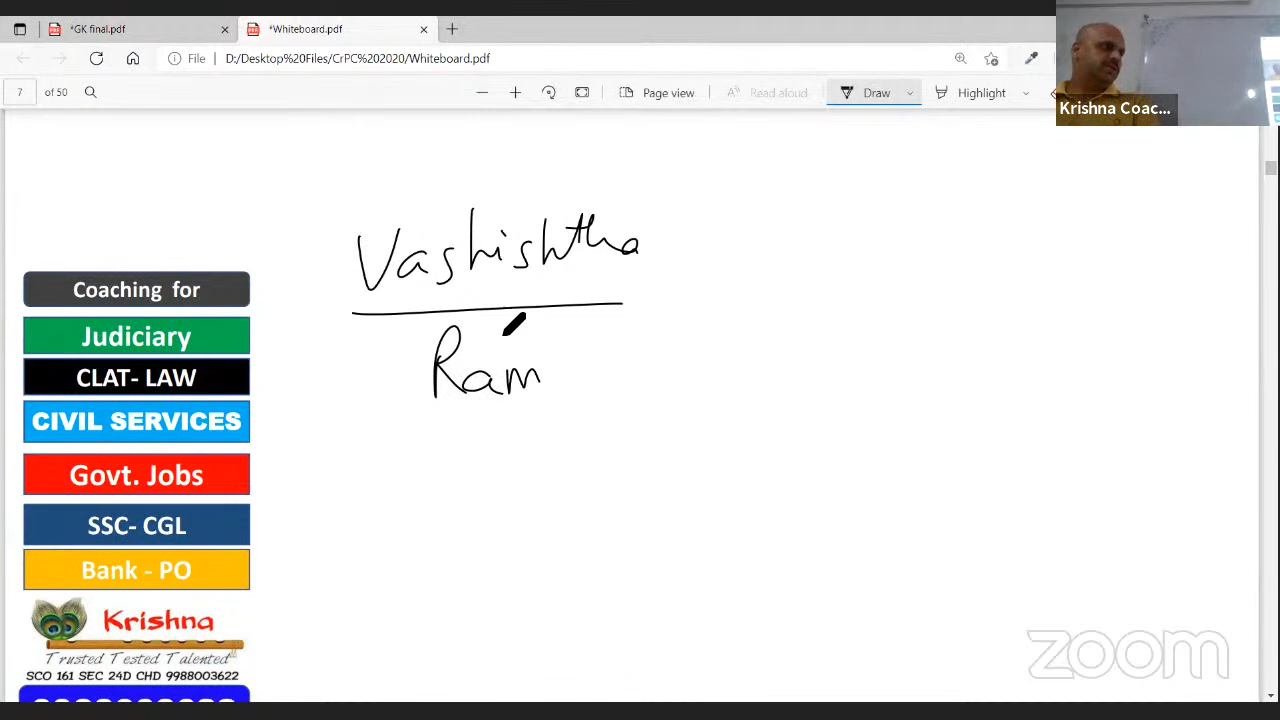 *GK final.pdf
*Whiteboard.pdf
File
D:/Desktop%20Files/CrPC%202020/Whiteboard.pdf
7 of 50
Page view
Read aloud
Draw
Highlight
Krishna Coac...
Vashishtha
Ram
Coaching for
Judiciary
CLAT- LAW
CIVIL SERVICES
Govt. Jobs
SSC- CGL
Bank - PO
Krishna
Trusted Tested Talented
SCO 161 SEC 24D CHD 9988003622
zoom